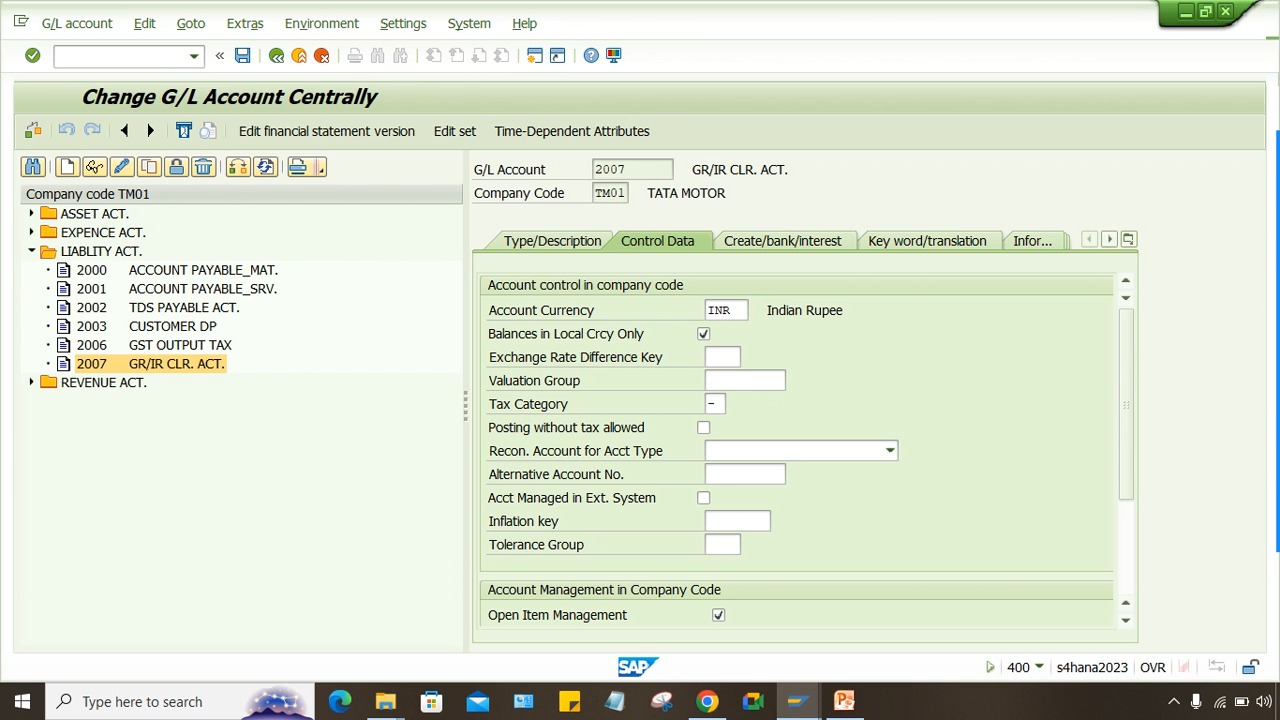 G/L account Edit Goto Extras Environment Settings System Help
Change G/L Account Centrally
Edit financial statement version Edit set Time-Dependent Attributes
Company code TM01
ASSET ACT.
EXPENCE ACT.
LIABLITY ACT.
2000 ACCOUNT PAYABLE_MAT.
2001 ACCOUNT PAYABLE_SRV.
2002 TDS PAYABLE ACT.
2003 CUSTOMER DP
2006 GST OUTPUT TAX
2007 GR/IR CLR. ACT.
REVENUE ACT.
G/L Account 2007 GR/IR CLR. ACT.
Company Code TM01 TATA MOTOR
Type/Description Control Data Create/bank/interest Key word/translation Infor...
Account control in company code
Account Currency INR Indian Rupee
Balances in Local Crcy Only
Exchange Rate Difference Key
Valuation Group
Tax Category -
Posting without tax allowed
Recon. Account for Acct Type
Alternative Account No.
Acct Managed in Ext. System
Inflation key
Tolerance Group
Account Management in Company Code
Open Item Management
SAP 400 s4hana2023 OVR
Type here to search